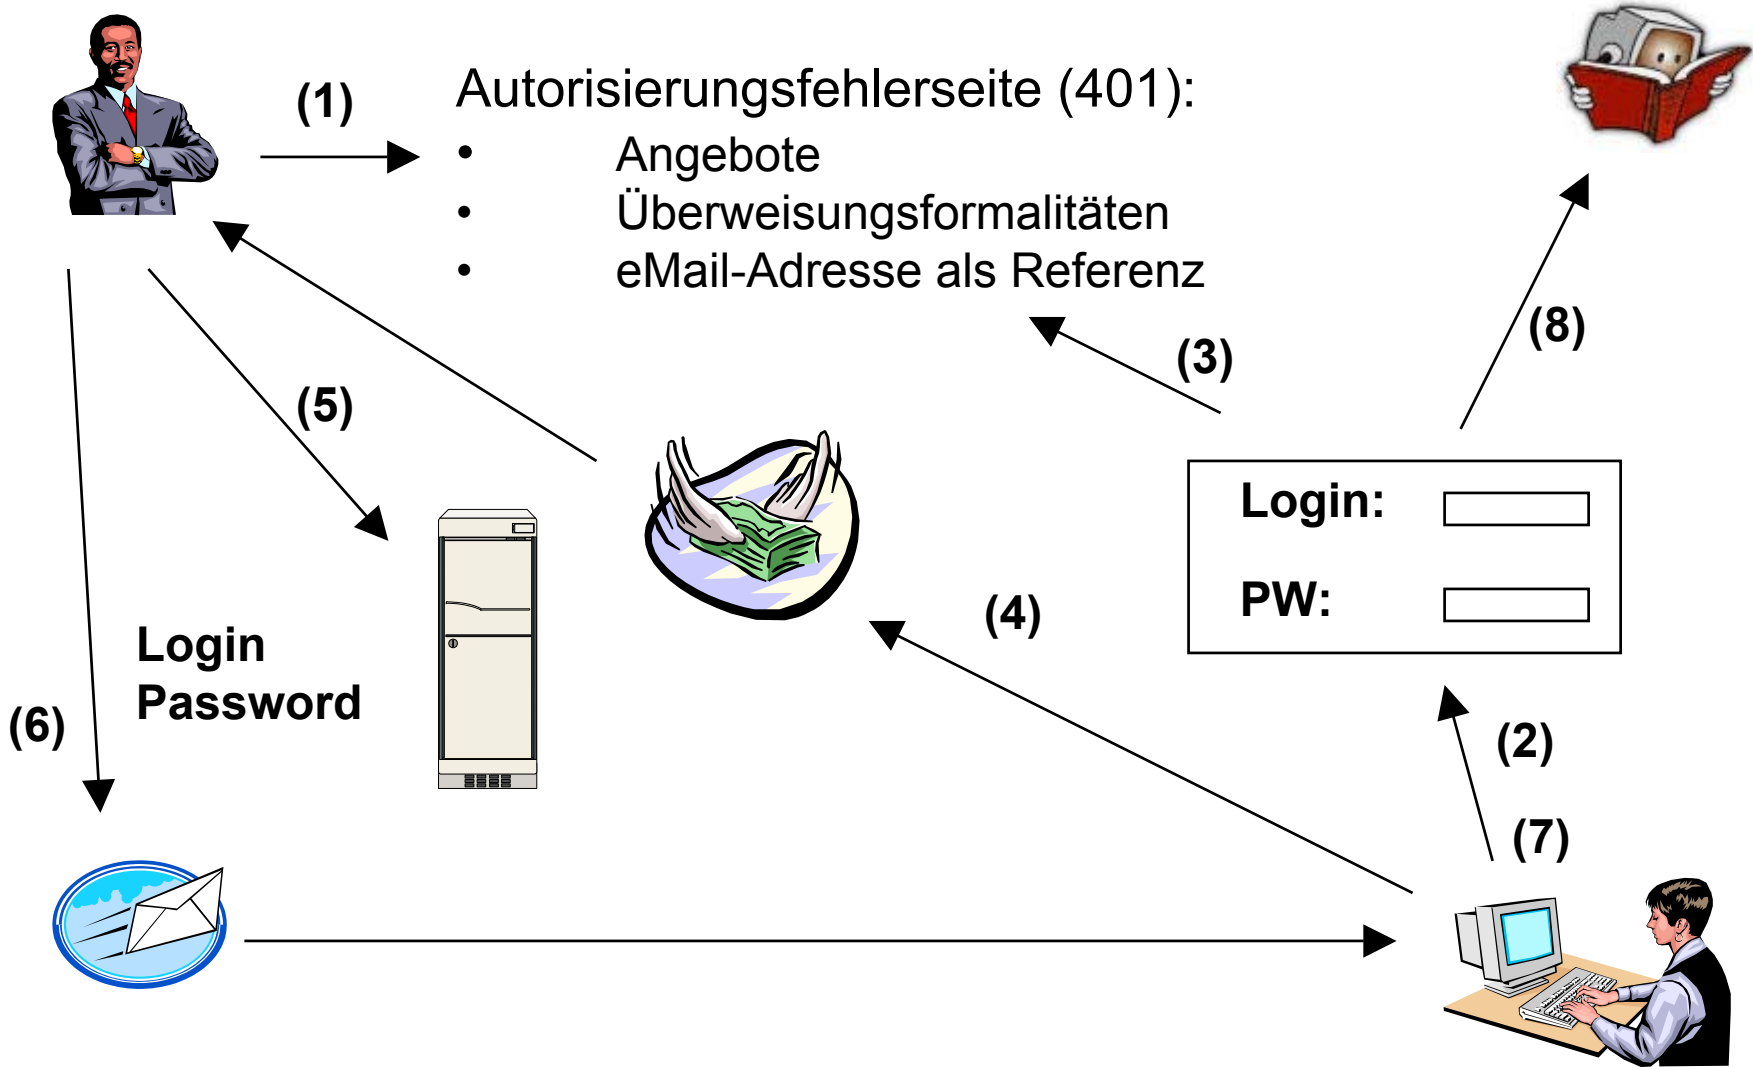 (1)
Autorisierungsfehlerseite (401):
• Angebote
• Überweisungsformalitäten
• eMail-Adresse als Referenz
(8)
(3)
(5)
Login:
PW:
(4)
Login
Password
(6)
(2)
(7)